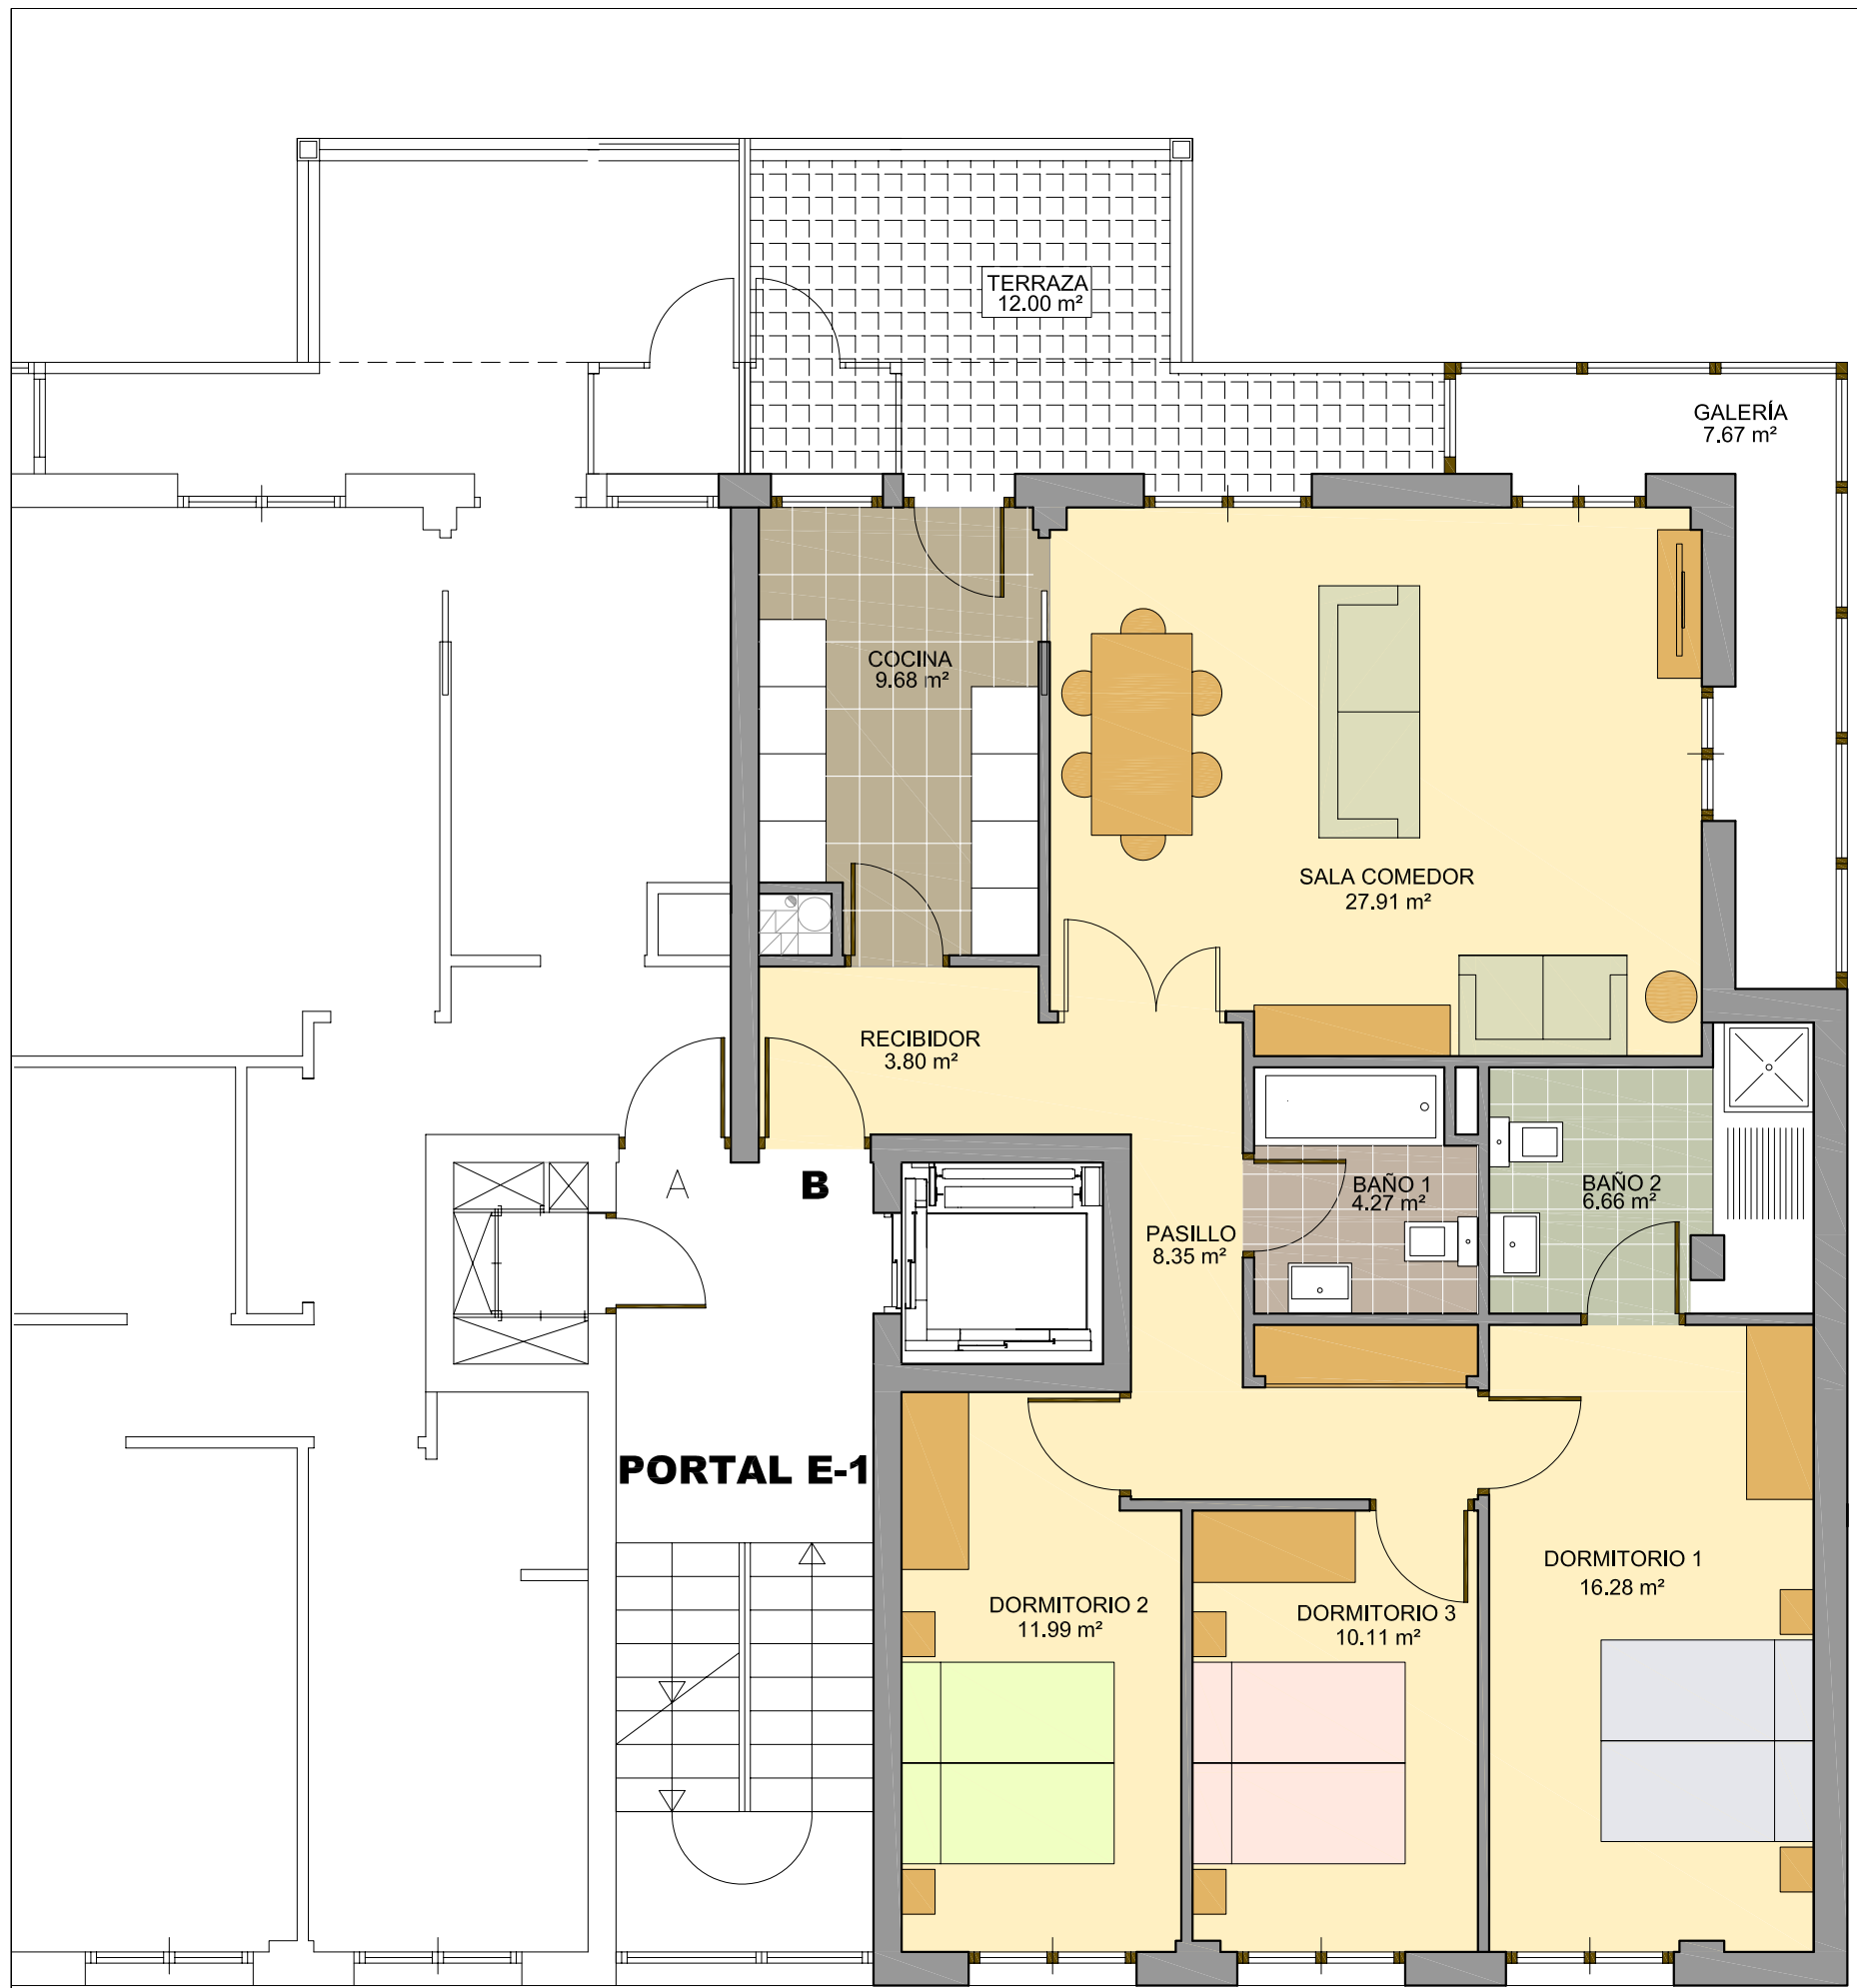 TERRAZA
12.00 m²
GALERÍA
7.67 m²
COCINA
9.68 m²
SALA COMEDOR
27.91 m²
RECIBIDOR
3.80 m²
A
B
BAÑO 1
4.27 m²
BAÑO 2
6.66 m²
PASILLO
8.35 m²
PORTAL E-1
DORMITORIO 1
16.28 m²
DORMITORIO 2
11.99 m²
DORMITORIO 3
10.11 m²